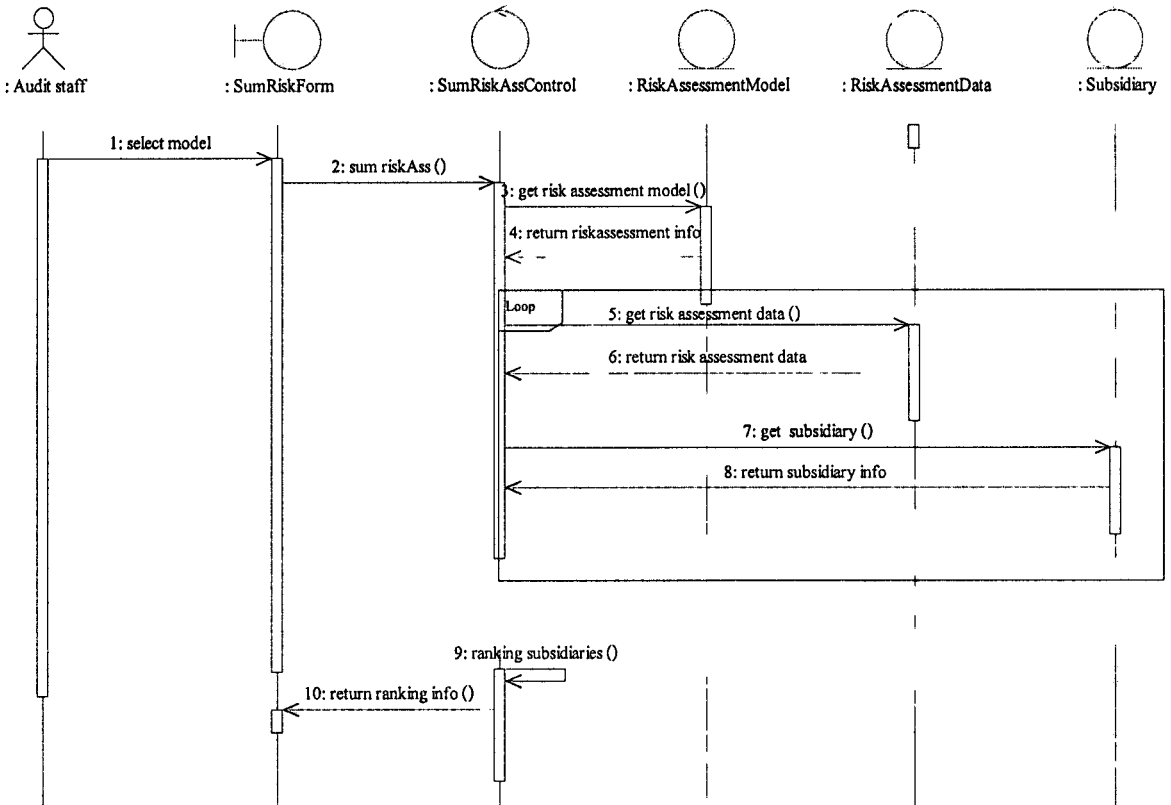 : Audit staff
: SumRiskForm
: SumRiskAssControl
: RiskAssessmentModel
: RiskAssessmentData
: Subsidiary
1: select model
2: sum riskAss ()
3: get risk assessment model ()
4: return riskassessment info
Loop
5: get risk assessment data ()
6: return risk assessment data
7: get subsidiary ()
8: return subsidiary info
9: ranking subsidiaries ()
10: return ranking info ()